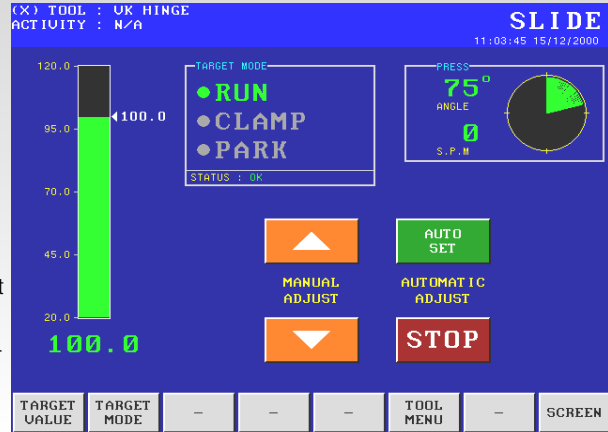 (X) TOOL : VK HINGE
ACTIVITY : N/A
SLIDE
11:03:45 15/12/2000
120.0
95.0
70.0
45.0
20.0
100.0
100.0
TARGET MODE
RUN
CLAMP
PARK
STATUS : OK
PRESS
75°
ANGLE
0
S.P.M
AUTO
SET
MANUAL
ADJUST
AUTOMATIC
ADJUST
STOP
TARGET
VALUE
TARGET
MODE
-
-
-
-
TOOL
MENU
-
SCREEN